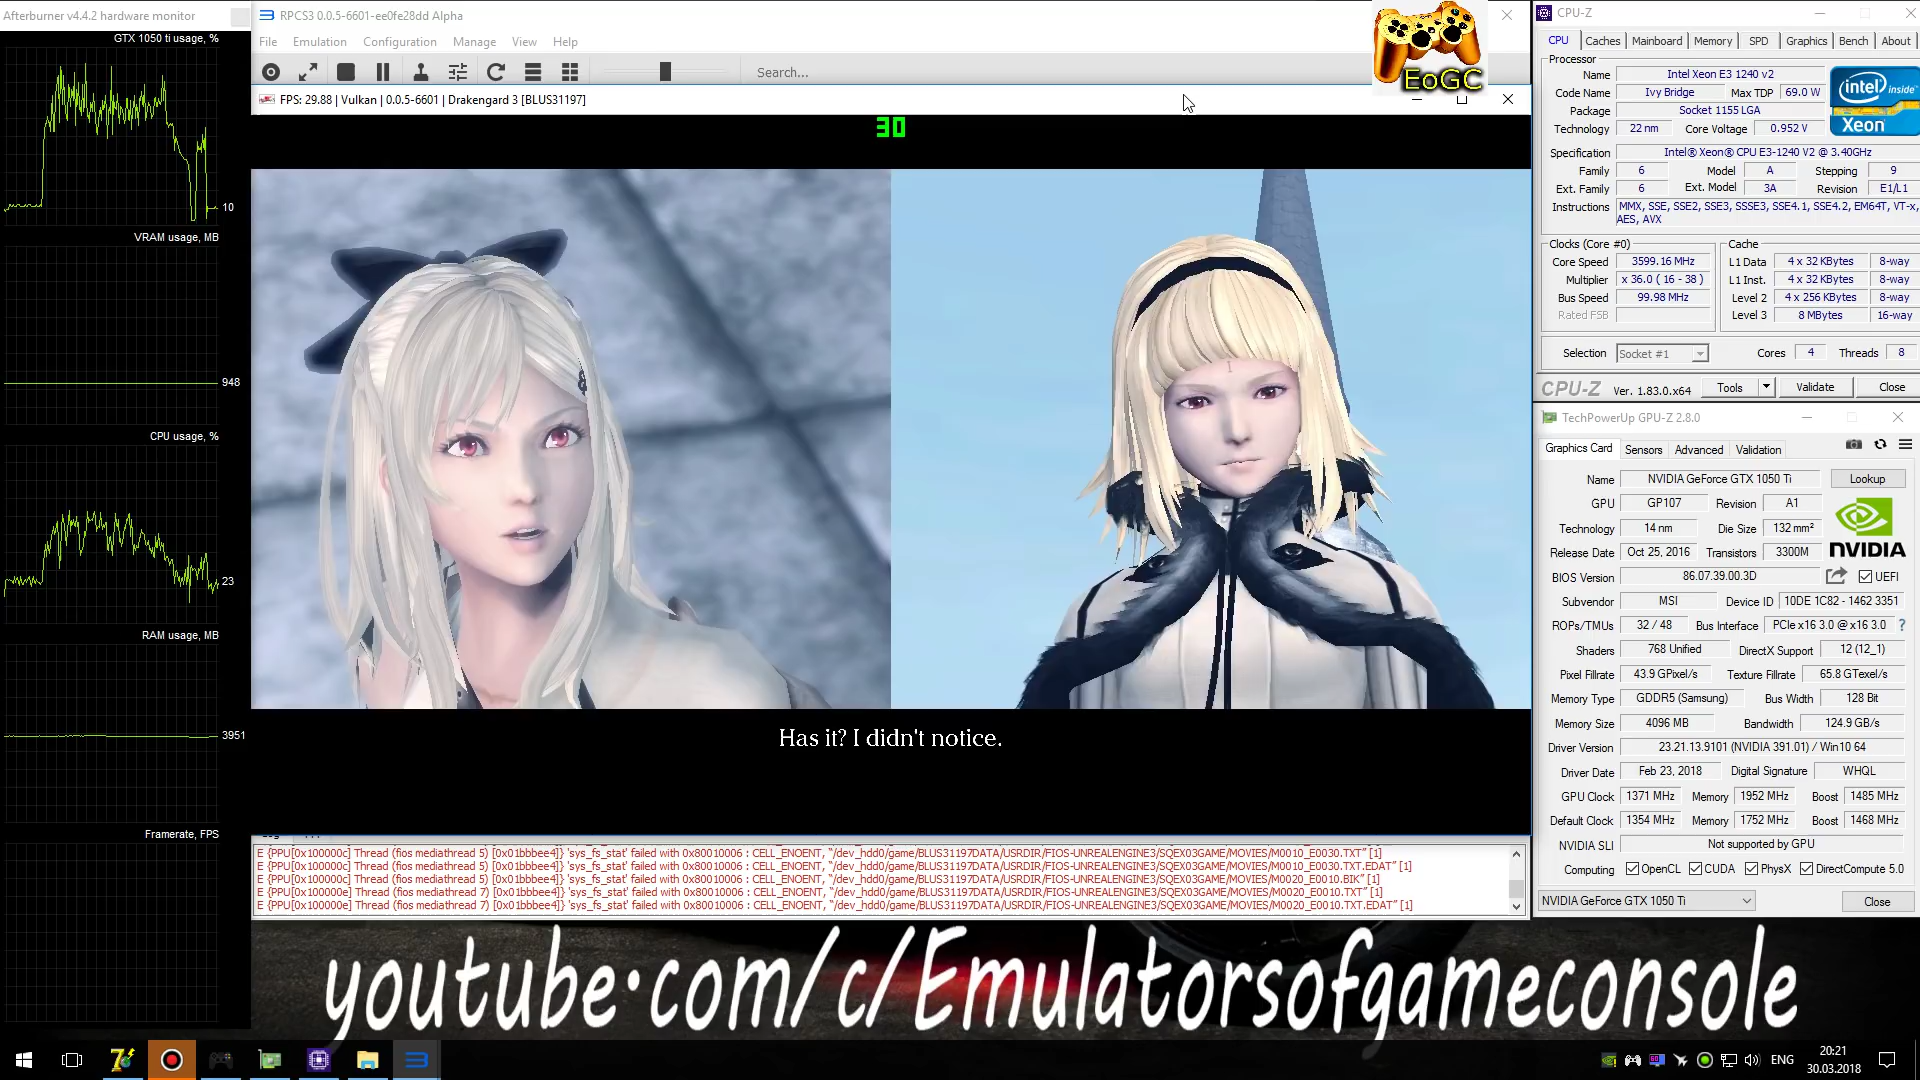 Afterburner v4.4.2 hardware monitor
GTX 1050 ti usage, %
10
VRAM usage, MB
948
CPU usage, %
23
RAM usage, MB
3951
Framerate, FPS
RPCS3 0.0.5-6601-ee0fe28dd Alpha
File Emulation Configuration Manage View Help
Search...
EoGC
FPS: 29.88 | Vulkan | 0.0.5-6601 | Drakengard 3 [BLUS31197]
30
Has it? I didn't notice.
E {PPU[0x100000c] Thread (fios mediathread 5) [0x01bbbee4]} 'sys_fs_stat' failed with 0x80010006 : CELL_ENOENT, "/dev_hdd0/game/BLUS31197DATA/USRDIR/FIOS-UNREALENGINE3/SQEX03GAME/MOVIES/M0010_E0030.TXT" [1]
E {PPU[0x100000c] Thread (fios mediathread 5) [0x01bbbee4]} 'sys_fs_stat' failed with 0x80010006 : CELL_ENOENT, "/dev_hdd0/game/BLUS31197DATA/USRDIR/FIOS-UNREALENGINE3/SQEX03GAME/MOVIES/M0010_E0030.TXT.EDAT" [1]
E {PPU[0x100000c] Thread (fios mediathread 5) [0x01bbbee4]} 'sys_fs_stat' failed with 0x80010006 : CELL_ENOENT, "/dev_hdd0/game/BLUS31197DATA/USRDIR/FIOS-UNREALENGINE3/SQEX03GAME/MOVIES/M0020_E0010.BIK" [1]
E {PPU[0x100000e] Thread (fios mediathread 7) [0x01bbbee4]} 'sys_fs_stat' failed with 0x80010006 : CELL_ENOENT, "/dev_hdd0/game/BLUS31197DATA/USRDIR/FIOS-UNREALENGINE3/SQEX03GAME/MOVIES/M0020_E0010.TXT" [1]
E {PPU[0x100000e] Thread (fios mediathread 7) [0x01bbbee4]} 'sys_fs_stat' failed with 0x80010006 : CELL_ENOENT, "/dev_hdd0/game/BLUS31197DATA/USRDIR/FIOS-UNREALENGINE3/SQEX03GAME/MOVIES/M0020_E0010.TXT.EDAT" [1]
CPU-Z
CPU Caches Mainboard Memory SPD Graphics Bench About
Processor
Name Intel Xeon E3 1240 v2
Code Name Ivy Bridge Max TDP 69.0 W
Package Socket 1155 LGA
Technology 22 nm Core Voltage 0.952 V
intel inside
Xeon
Specification Intel® Xeon® CPU E3-1240 V2 @ 3.40GHz
Family 6 Model A Stepping 9
Ext. Family 6 Ext. Model 3A Revision E1/L1
Instructions MMX, SSE, SSE2, SSE3, SSSE3, SSE4.1, SSE4.2, EM64T, VT-x,
AES, AVX
Clocks (Core #0) Cache
Core Speed 3599.16 MHz L1 Data 4 x 32 KBytes 8-way
Multiplier x 36.0 ( 16 - 38 ) L1 Inst. 4 x 32 KBytes 8-way
Bus Speed 99.98 MHz Level 2 4 x 256 KBytes 8-way
Rated FSB Level 3 8 MBytes 16-way
Selection Socket #1 Cores 4 Threads 8
CPU-Z Ver. 1.83.0.x64 Tools Validate Close
TechPowerUp GPU-Z 2.8.0
Graphics Card Sensors Advanced Validation
Name NVIDIA GeForce GTX 1050 Ti Lookup
GPU GP107 Revision A1
Technology 14 nm Die Size 132 mm²
Release Date Oct 25, 2016 Transistors 3300M
NVIDIA
BIOS Version 86.07.39.00.3D UEFI
Subvendor MSI Device ID 10DE 1C82 - 1462 3351
ROPs/TMUs 32 / 48 Bus Interface PCIe x16 3.0 @ x16 3.0 ?
Shaders 768 Unified DirectX Support 12 (12_1)
Pixel Fillrate 43.9 GPixel/s Texture Fillrate 65.8 GTexel/s
Memory Type GDDR5 (Samsung) Bus Width 128 Bit
Memory Size 4096 MB Bandwidth 124.9 GB/s
Driver Version 23.21.13.9101 (NVIDIA 391.01) / Win10 64
Driver Date Feb 23, 2018 Digital Signature WHQL
GPU Clock 1371 MHz Memory 1952 MHz Boost 1485 MHz
Default Clock 1354 MHz Memory 1752 MHz Boost 1468 MHz
NVIDIA SLI Not supported by GPU
Computing OpenCL CUDA PhysX DirectCompute 5.0
NVIDIA GeForce GTX 1050 Ti Close
youtube.com/c/Emulatorsofgameconsole
ENG
20:21
30.03.2018